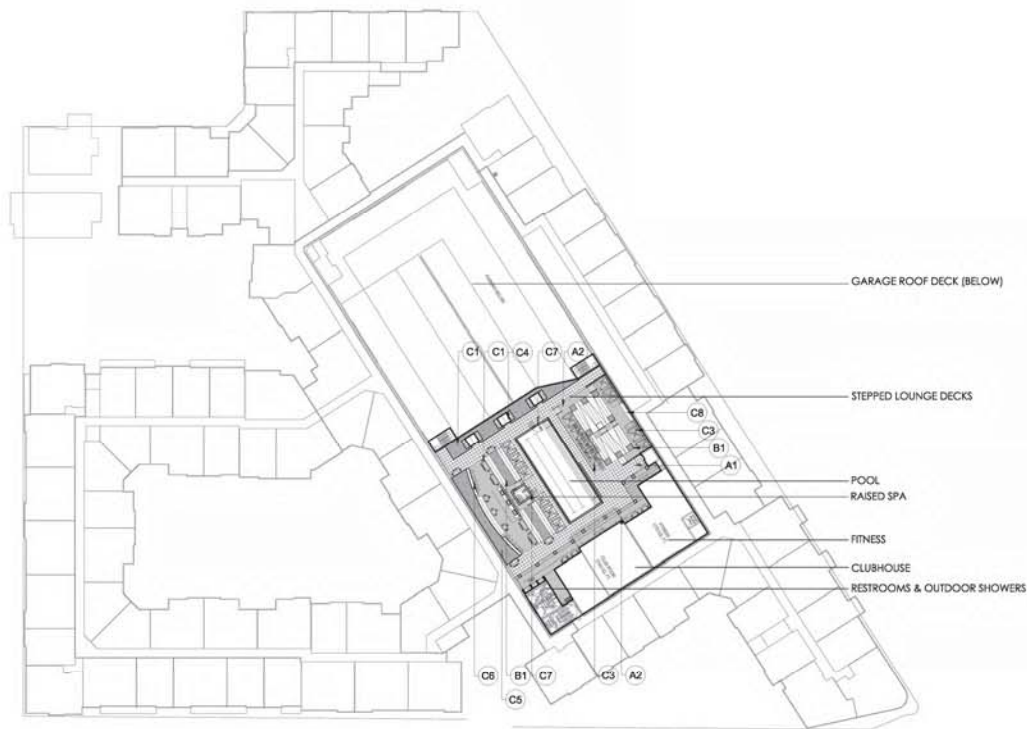 GARAGE ROOF DECK (BELOW)
C1 C1 C4 C7 A2
STEPPED LOUNGE DECKS
C8
C3
B1
A1
POOL
RAISED SPA
FITNESS
CLUBHOUSE
RESTROOMS & OUTDOOR SHOWERS
C6 B1 C7 C3 A2
C5